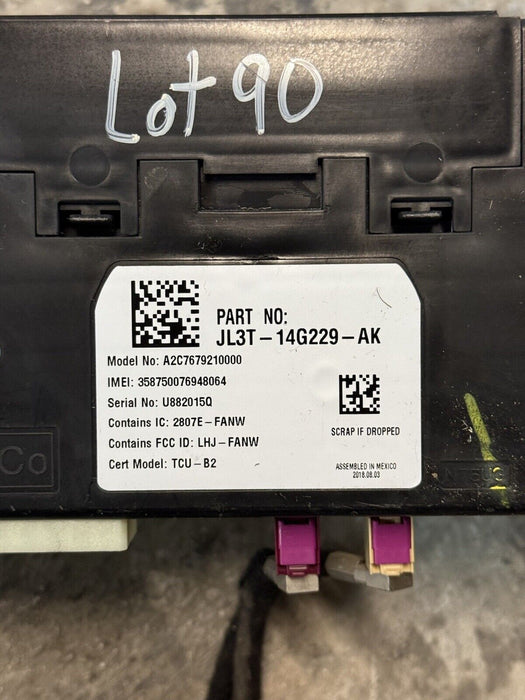 Lot 90
PART NO:
JL3T-14G229-AK
Model No: A2C7679210000
IMEI: 358750076948064
Serial No: U882015Q
Contains IC: 2807E-FANW
Contains FCC ID: LHJ-FANW
Cert Model: TCU-B2
SCRAP IF DROPPED
ASSEMBLED IN MEXICO
2018.08.03
Co